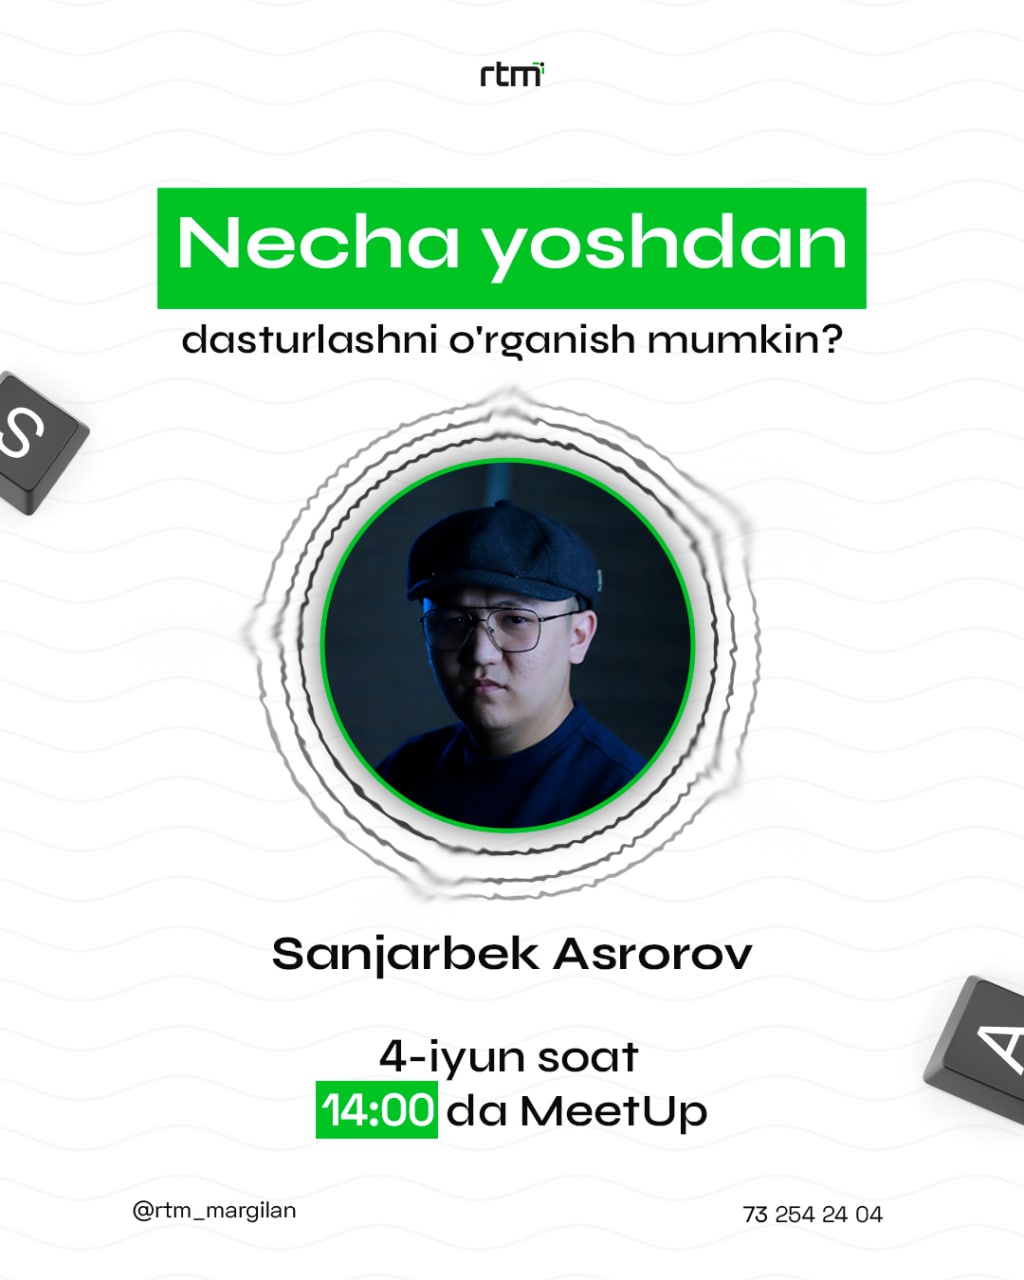 rtm
Necha yoshdan
dasturlashni o'rganish mumkin?
S
Sanjarbek Asrorov
A
4-iyun soat
14:00 da MeetUp
@rtm_margilan
73 254 24 04